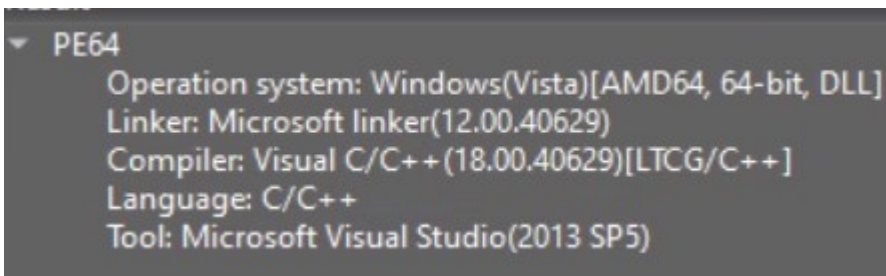 PE64
Operation system: Windows(Vista)[AMD64, 64-bit, DLL]
Linker: Microsoft linker(12.00.40629)
Compiler: Visual C/C++(18.00.40629)[LTCG/C++]
Language: C/C++
Tool: Microsoft Visual Studio(2013 SP5)